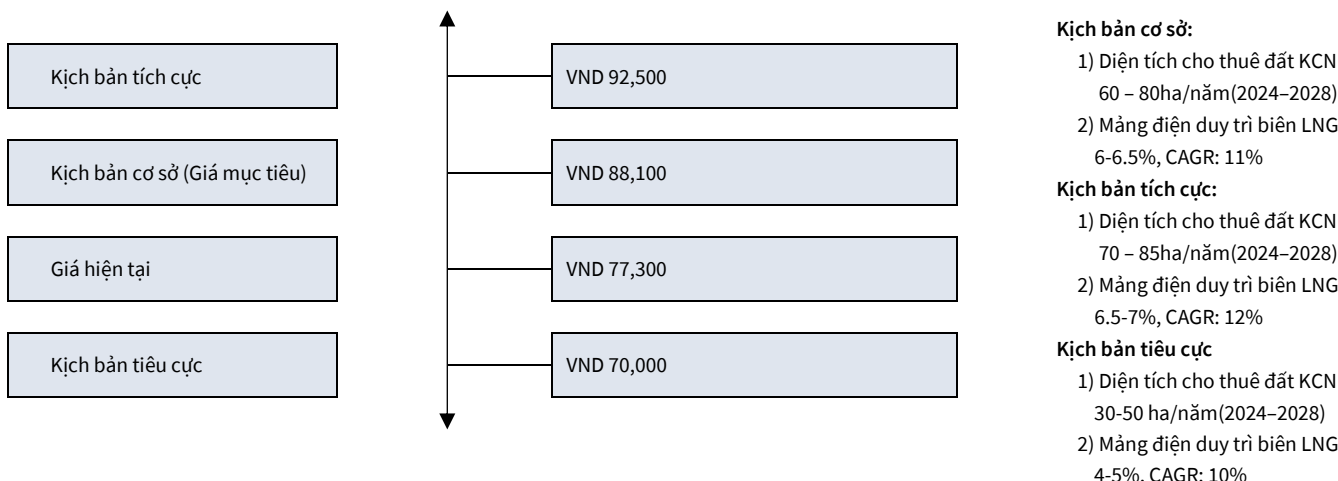 Kịch bản tích cực
VND 92,500
Kịch bản cơ sở (Giá mục tiêu)
VND 88,100
Giá hiện tại
VND 77,300
Kịch bản tiêu cực
VND 70,000
Kịch bản cơ sở:
1) Diện tích cho thuê đất KCN
60 – 80ha/năm(2024–2028)
2) Mảng điện duy trì biên LNG
6-6.5%, CAGR: 11%
Kịch bản tích cực:
1) Diện tích cho thuê đất KCN
70 – 85ha/năm(2024–2028)
2) Mảng điện duy trì biên LNG
6.5-7%, CAGR: 12%
Kịch bản tiêu cực
1) Diện tích cho thuê đất KCN
30-50 ha/năm(2024–2028)
2) Mảng điện duy trì biên LNG
4-5%, CAGR: 10%